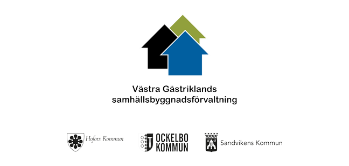 Västra Gästriklands
samhällsbyggnadsförvaltning
Hofors Kommun
OCKELBO
KOMMUN
Sandvikens Kommun